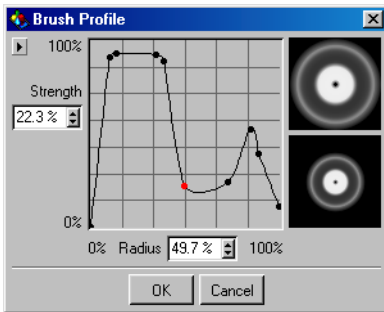 Brush Profile
100%
Strength
22.3 %
0%
0% Radius 49.7 % 100%
OK Cancel